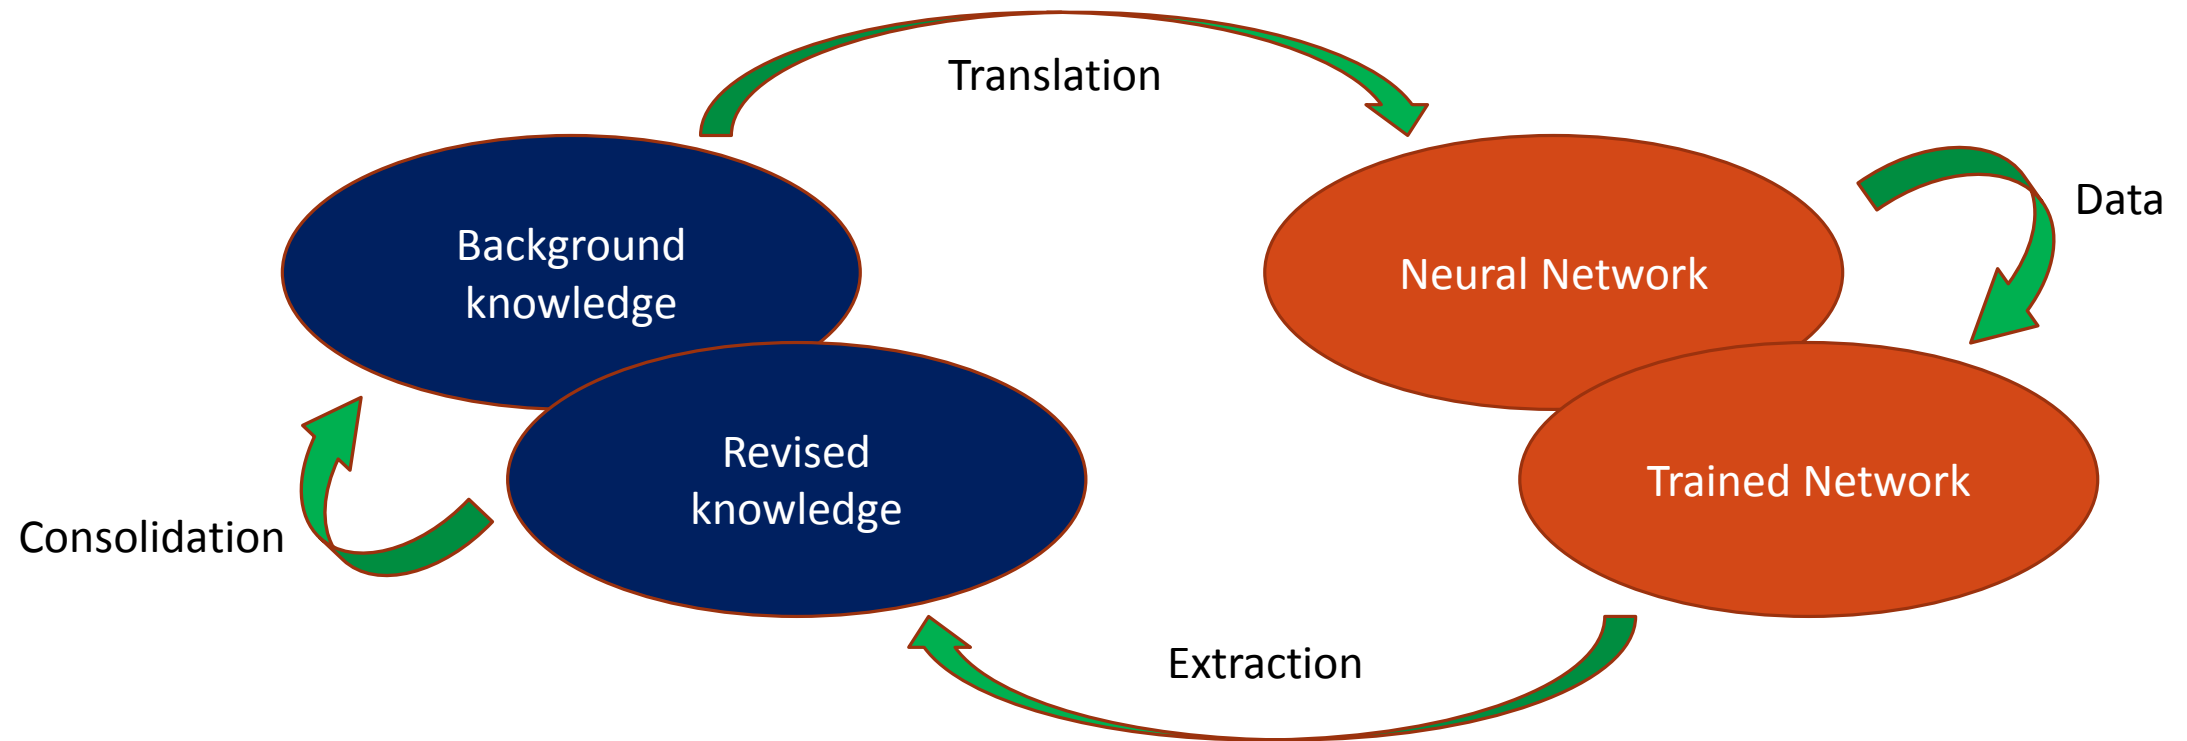 Translation
Data
Background
knowledge
Neural Network
Revised
knowledge
Trained Network
Consolidation
Extraction